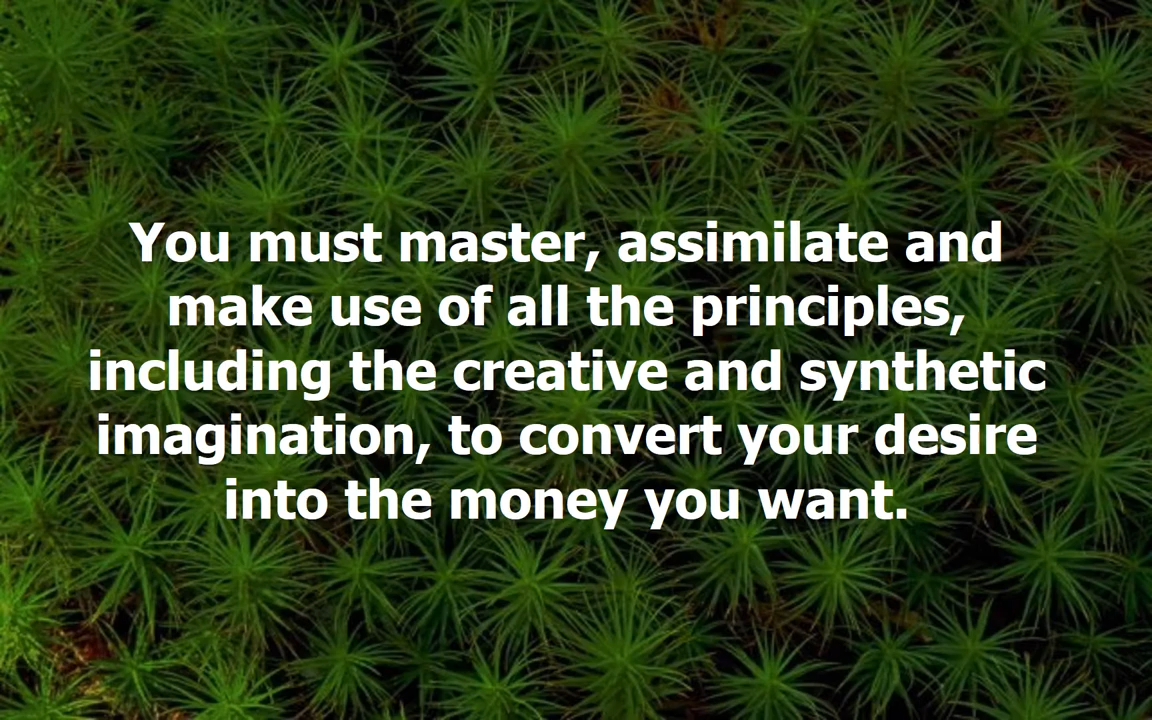 You must master, assimilate and
make use of all the principles,
including the creative and synthetic
imagination, to convert your desire
into the money you want.